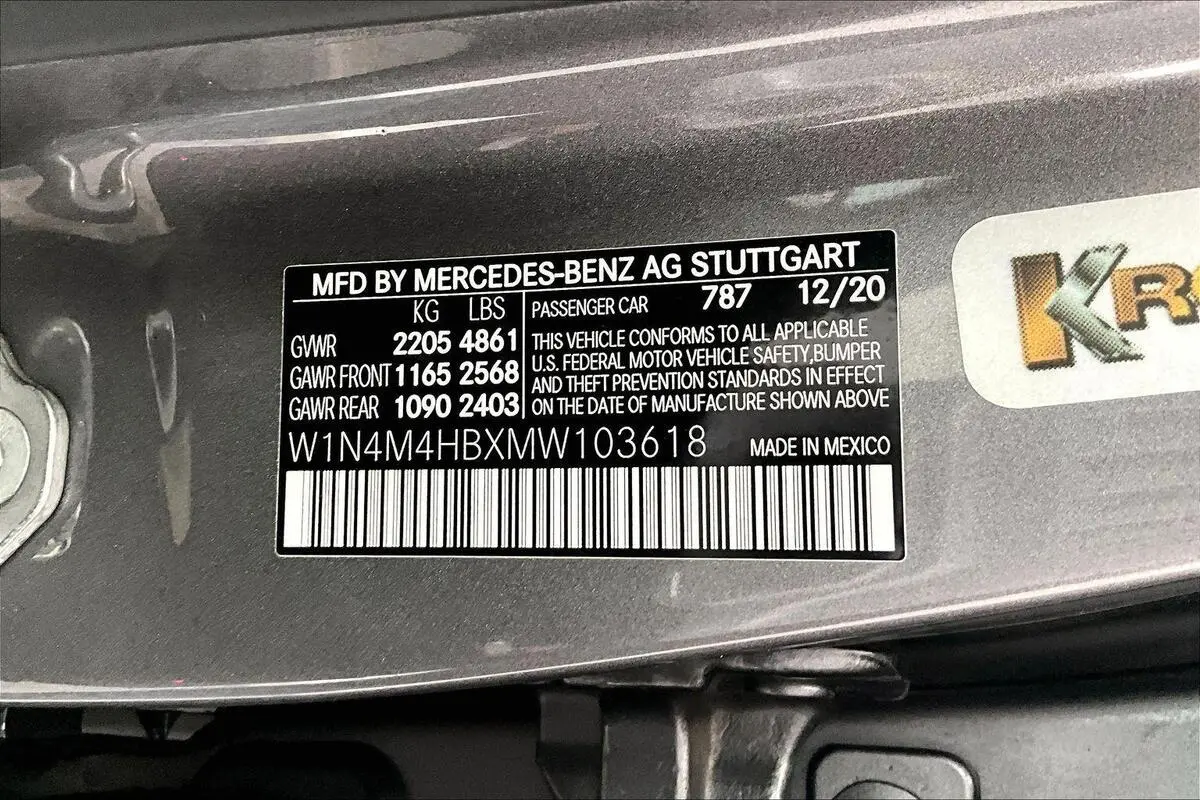 MFD BY MERCEDES-BENZ AG STUTTGART
KG LBS
GVWR 2205 4861
GAWR FRONT 1165 2568
GAWR REAR 1090 2403
PASSENGER CAR 787 12/20
THIS VEHICLE CONFORMS TO ALL APPLICABLE
U.S. FEDERAL MOTOR VEHICLE SAFETY,BUMPER
AND THEFT PREVENTION STANDARDS IN EFFECT
ON THE DATE OF MANUFACTURE SHOWN ABOVE
W1N4M4HBXMW103618 MADE IN MEXICO